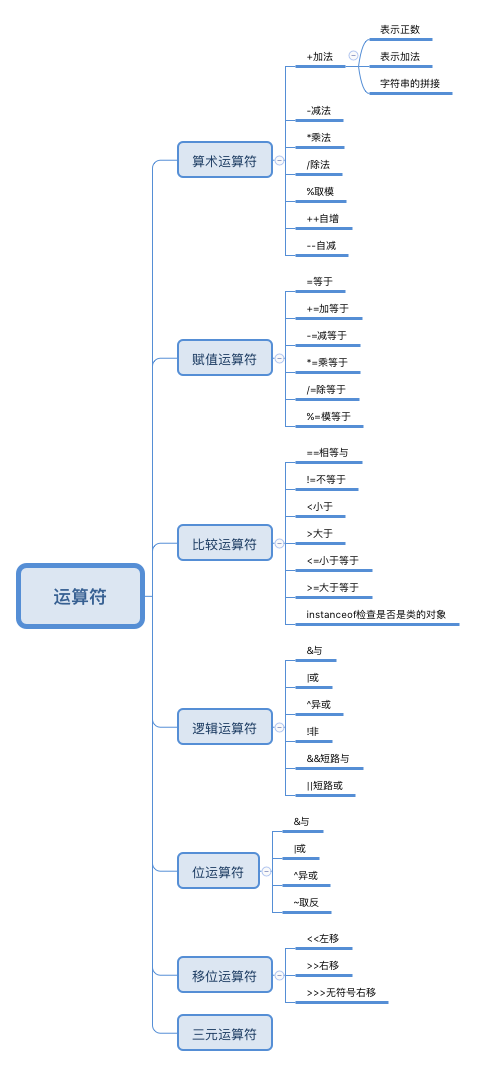 运算符
算术运算符
+加法
表示正数
表示加法
字符串的拼接
-减法
*乘法
/除法
%取模
++自增
--自减
赋值运算符
=等于
+=加等于
-=减等于
*=乘等于
/=除等于
%=模等于
比较运算符
==相等与
!=不等于
<小于
>大于
<=小于等于
>=大于等于
instanceof检查是否是类的对象
逻辑运算符
&与
|或
^异或
!非
&&短路与
||短路或
位运算符
&与
|或
^异或
~取反
移位运算符
<<左移
>>右移
>>>无符号右移
三元运算符